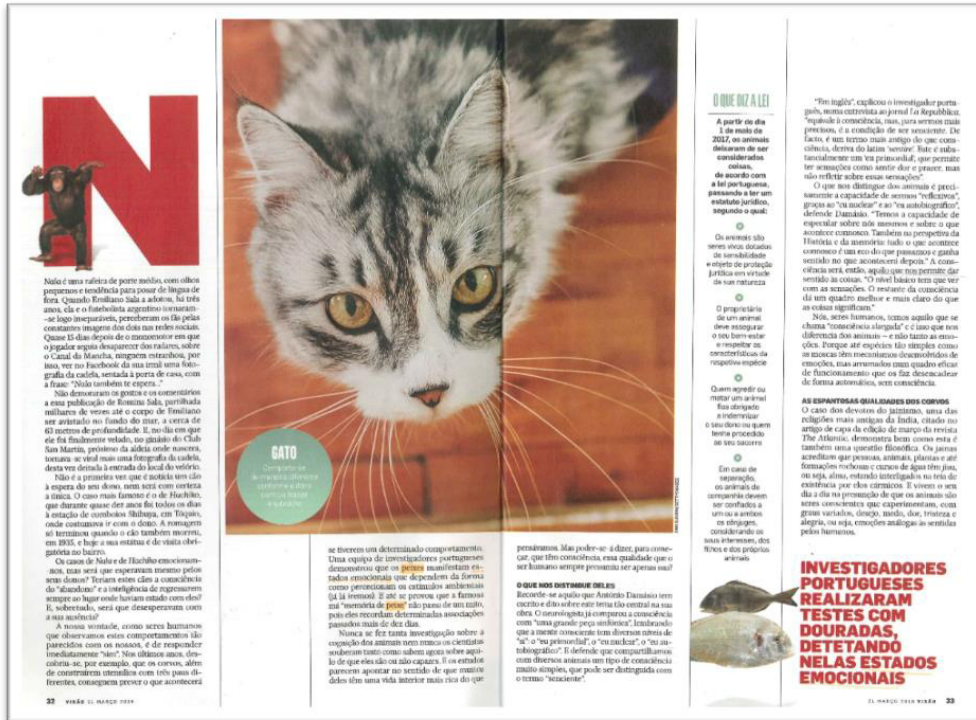 N
Nala é uma rafeira de porte médio, com olhos
pequenos e tendência para posar de língua de
fora. Quando Emiliano Sala a adotou, há três
anos, ela e o futebolista argentino tornaram-
-se logo inseparáveis, perceberam os fãs pelas
constantes imagens dos dois nas redes sociais.
Quase 15 dias depois de o monomotor em que
o jogador seguia desaparecer dos radares, sobre
o Canal da Mancha, ninguém estranhou, por
isso, ver no Facebook da sua irmã uma foto-
grafia da cadela, sentada à porta de casa, com
a frase: "Nala também te espera..."
Não demoraram os gostos e os comentários
a essa publicação de Romina Sala, partilhada
milhares de vezes até o corpo de Emiliano
ser avistado no fundo do mar, a cerca de
63 metros de profundidade. E, no dia em que
ele foi finalmente velado, no ginásio do Club
San Martín, próximo da aldeia onde nascera,
tornava-se viral mais uma fotografia da cadela,
desta vez deitada à entrada do local do velório.
Não é a primeira vez que é notícia um cão
à espera do seu dono, nem será com certeza
a única. O caso mais famoso é o de Hachiko,
que durante quase dez anos foi todos os dias
à estação de comboios Shibuya, em Tóquio,
onde costumava ir com o dono. A romagem
só terminou quando o cão também morreu,
em 1935, e hoje a sua estátua é de visita obri-
gatória no bairro.
Os casos de Nala e de Hachiko emocionam-
-nos, mas será que esperavam mesmo pelos
seus donos? Teriam estes cães a consciência
do "abandono" e a inteligência de regressarem
sempre ao lugar onde haviam estado com eles?
E, sobretudo, será que desesperavam com
a sua ausência?
A nossa vontade, como seres humanos
que observamos estes comportamentos tão
parecidos com os nossos, é de responder
imediatamente "sim". Nos últimos anos, des-
cobriu-se, por exemplo, que os corvos, além
de construírem utensílios com três paus di-
ferentes, conseguem prever o que acontecerá
GATO
se tiverem um determinado comportamento.
Uma equipa de investigadores portugueses
demonstrou que os peixes manifestam es-
tados emocionais que dependem da forma
como percecionam os estímulos ambientais
(já lá iremos). E até se provou que a famosa
má "memória de peixe" não passa de um mito,
pois eles recordam determinadas associações
passados mais de dez dias.
Nunca se fez tanta investigação sobre a
cognição dos animais nem nunca os cientistas
souberam tanto como sabem agora sobre aqui-
lo de que eles são ou não capazes. E os estudos
parecem apontar no sentido de que muitos
deles têm uma vida interior mais rica do que
pensávamos. Mas poder-se-á dizer, para come-
çar, que têm consciência, essa qualidade que o
ser humano sempre presumiu ser apenas sua?
O QUE NOS DISTINGUE DELES
Recorde-se aquilo que António Damásio tem
escrito e dito sobre este tema tão central na sua
obra. O neurologista já comparou a consciência
com "uma grande peça sinfónica", lembrando
que a mente consciente tem diversos níveis de
"si": o "eu primordial", o "eu nuclear", o "eu au-
tobiográfico". E defende que compartilhamos
com diversos animais um tipo de consciência
muito simples, que pode ser distinguida com
o termo "senciente".
O QUE DIZ A LEI
A partir do dia
1 de maio de
2017, os animais
deixaram de ser
considerados
coisas,
de acordo com
a lei portuguesa,
passando a ter um
estatuto jurídico,
segundo o qual:
Os animais são
seres vivos dotados
de sensibilidade
e objeto de proteção
jurídica em virtude
da sua natureza
O proprietário
de um animal
deve assegurar
o seu bem-estar
e respeitar as
características da
respetiva espécie
Quem agredir ou
matar um animal
fica obrigado
a indemnizar
o seu dono ou quem
tenha procedido
ao seu socorro
Em caso de
separação,
os animais de
companhia devem
ser confiados a
um ou a ambos
os cônjuges,
considerando os
seus interesses, dos
filhos e dos próprios
animais
"Em inglês", explicou o investigador portu-
guês, numa entrevista ao jornal La Repubblica,
"equivale à consciência, mas, para sermos mais
precisos, é a condição de ser senciente. De
facto, é um termo mais antigo do que cons-
ciência, deriva do latim 'sentire'. Este é subs-
tancialmente um 'eu primordial', que permite
ter sensações como sentir dor e prazer, mas
não refletir sobre essas sensações".
O que nos distingue dos animais é preci-
samente a capacidade de sermos "reflexivos",
graças ao "eu nuclear" e ao "eu autobiográfico",
defende Damásio. "Temos a capacidade de
especular sobre nós mesmos e sobre o que
acontece connosco. Também na perspetiva da
História e da memória: tudo o que acontece
connosco é um eco do que passamos e ganha
sentido no que acontecerá depois." A cons-
ciência será, então, aquilo que nos permite dar
sentido às coisas. "O nível básico tem que ver
com as sensações. O restante da consciência
dá um quadro melhor e mais claro do que
as coisas significam."
Nós, seres humanos, temos aquilo que se
chama "consciência alargada" e é isso que nos
diferencia dos animais – e não tanto as emo-
ções. Porque até espécies tão simples como
as moscas têm mecanismos desenvolvidos de
emoções, mas arrumados num quadro eficaz
de funcionamento que os faz desencadear
de forma automática, sem consciência.
AS ESPANTOSAS QUALIDADES DOS CORVOS
O caso dos devotos do jainismo, uma das
religiões mais antigas da Índia, citado no
artigo de capa da edição de março da revista
The Atlantic, demonstra bem como esta é
também uma questão filosófica. Os jainas
acreditam que pessoas, animais, plantas e até
formações rochosas e cursos de água têm jiva,
ou seja, alma, estando interligados na teia de
existência por elos cármicos. E vivem o seu
dia a dia na presunção de que os animais são
seres conscientes que experimentam, com
graus variados, desejo, medo, dor, tristeza e
alegria, ou seja, emoções análogas às sentidas
pelos humanos.
INVESTIGADORES
PORTUGUESES
REALIZARAM
TESTES COM
DOURADAS,
DETETANDO
NELAS ESTADOS
EMOCIONAIS
32 VISÃO 21 MARÇO 2019
21 MARÇO 2019 VISÃO 33